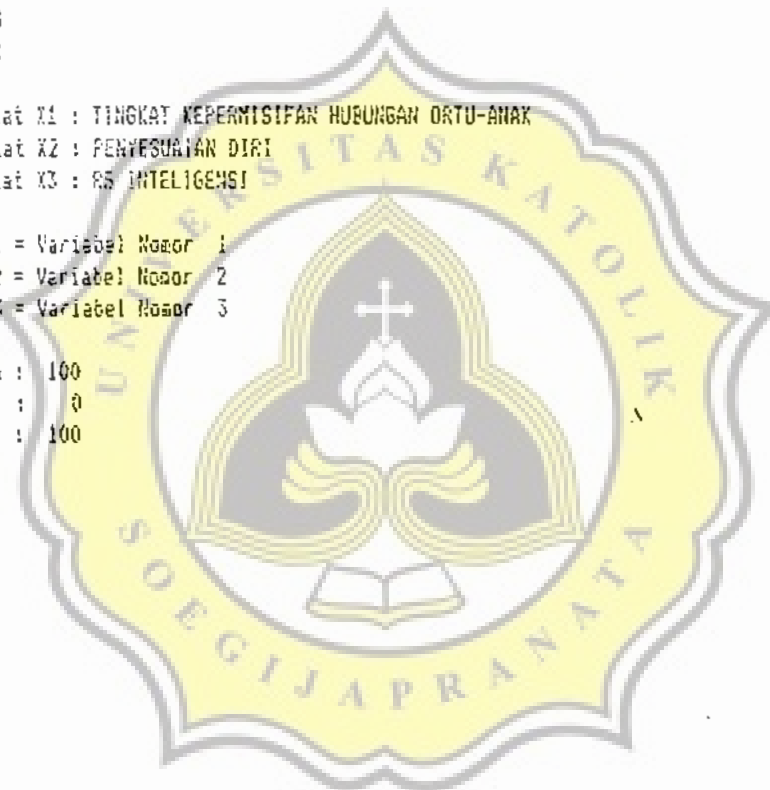 at X1 : TINGKAT KEPERMISIFAN HUBUNGAN ORTU-ANAK
at X2 : PENYESUAIAN DIRI
at X3 : RS INTELIGENSI
= Variabel Nomor 1
= Variabel Nomor 2
= Variabel Nomor 3
: 100
: 0
: 100
UNIVERSITAS KATOLIK
SOEGIJAPRANATA